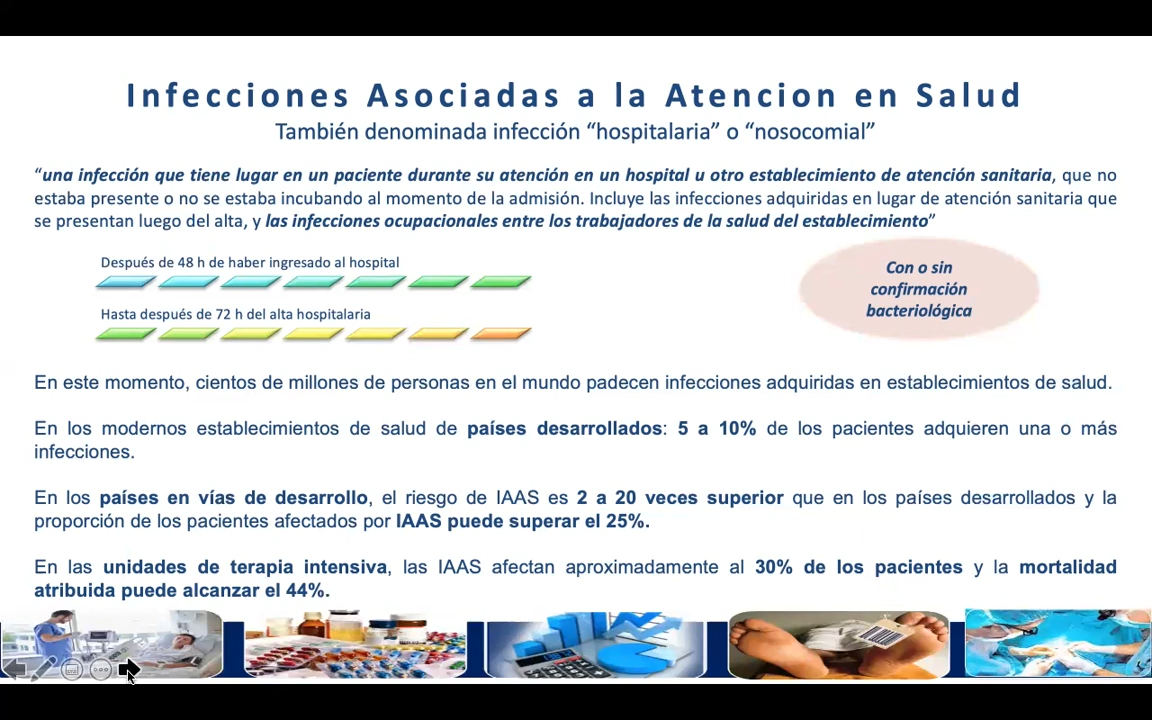 Infecciones Asociadas a la Atencion en Salud
También denominada infección “hospitalaria” o “nosocomial”
“una infección que tiene lugar en un paciente durante su atención en un hospital u otro establecimiento de atención sanitaria, que no
estaba presente o no se estaba incubando al momento de la admisión. Incluye las infecciones adquiridas en lugar de atención sanitaria que
se presentan luego del alta, y las infecciones ocupacionales entre los trabajadores de la salud del establecimiento”
Después de 48 h de haber ingresado al hospital
Hasta después de 72 h del alta hospitalaria
Con o sin
confirmación
bacteriológica
En este momento, cientos de millones de personas en el mundo padecen infecciones adquiridas en establecimientos de salud.
En los modernos establecimientos de salud de países desarrollados: 5 a 10% de los pacientes adquieren una o más
infecciones.
En los países en vías de desarrollo, el riesgo de IAAS es 2 a 20 veces superior que en los países desarrollados y la
proporción de los pacientes afectados por IAAS puede superar el 25%.
En las unidades de terapia intensiva, las IAAS afectan aproximadamente al 30% de los pacientes y la mortalidad
atribuida puede alcanzar el 44%.